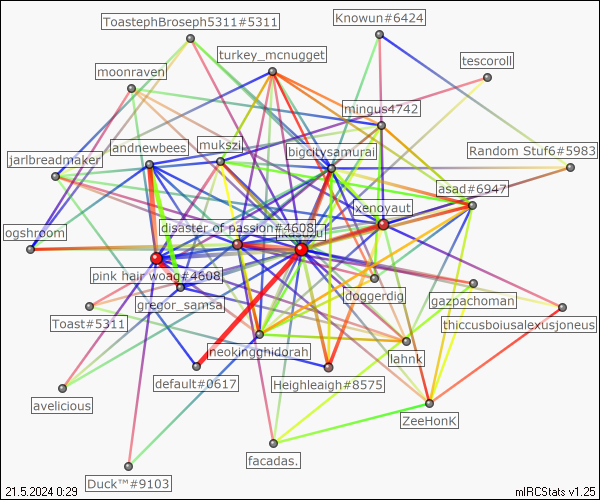 ToastephBroseph5311#5311
Knowun#6424
turkey_mcnugget
tescoroll
moonraven
mingus4742
andnewbees
mukszi
bigcitysamurai
Random Stuf6#5983
jarlbreadmaker
asad#6947
xenoyaut
ogshroom
disaster of passion#4608
pink hair woag#4608
gregor_samsa
doggerdig
gazpachoman
Toast#5311
thiccusboiusalexusjoneus
neokingghidorah
lahnk
default#0617
Heighleaigh#8575
avelicious
ZeeHonK
facadas.
Duck™#9103
21.5.2024 0:29
mIRCStats v1.25